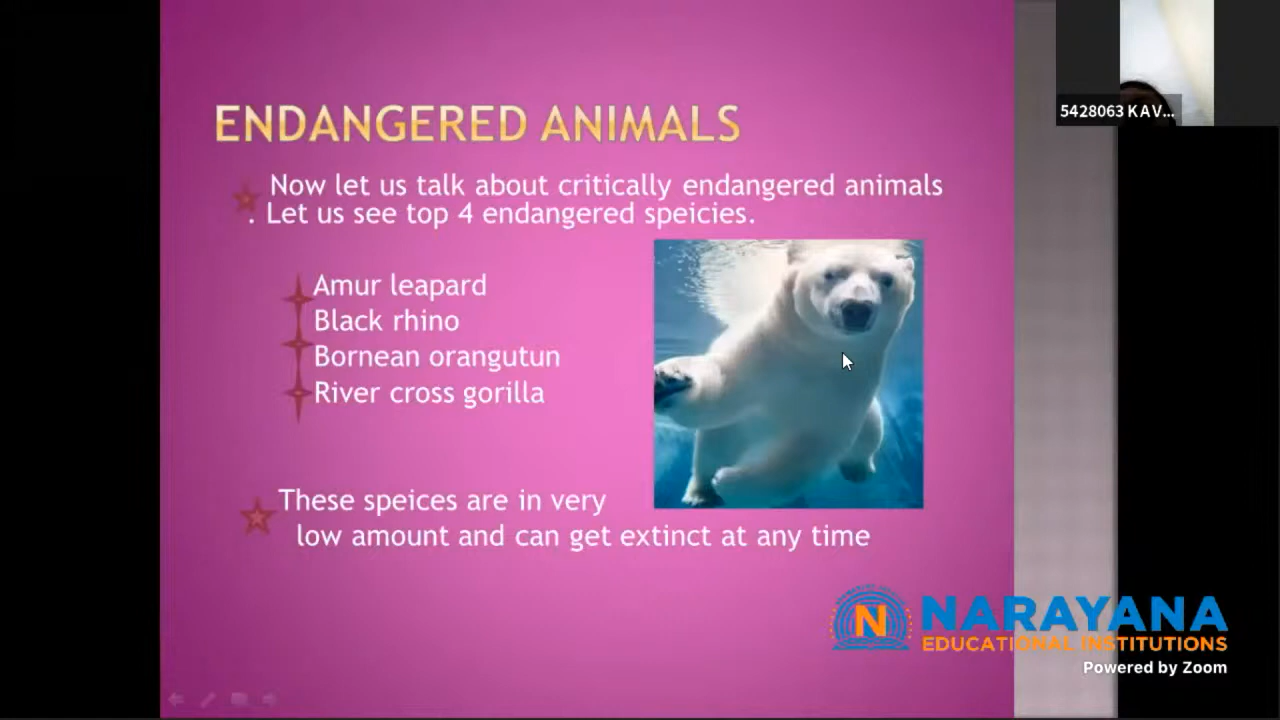 5428063 K A V...
ENDANGERED ANIMALS
Now let us talk about critically endangered animals
. Let us see top 4 endangered speicies.
Amur leapard
Black rhino
Bornean orangutun
River cross gorilla
These speices are in very
low amount and can get extinct at any time
N NARAYANA
EDUCATIONAL INSTITUTIONS
Powered by Zoom